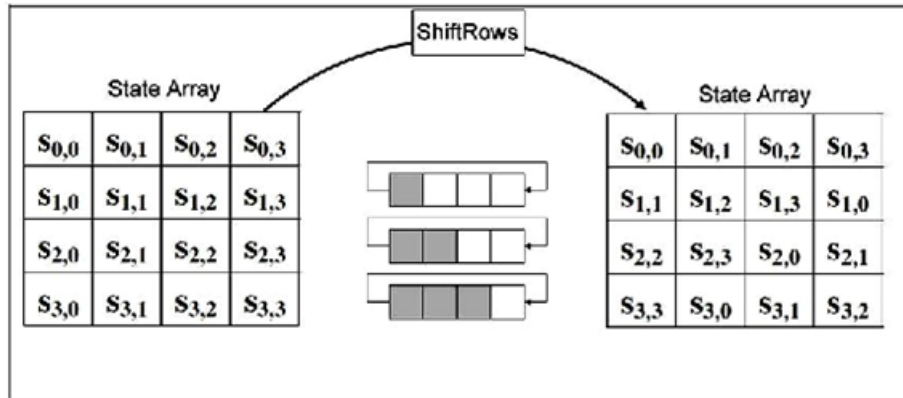 ShiftRows
State Array
S0,0 S0,1 S0,2 S0,3
S1,0 S1,1 S1,2 S1,3
S2,0 S2,1 S2,2 S2,3
S3,0 S3,1 S3,2 S3,3
State Array
S0,0 S0,1 S0,2 S0,3
S1,1 S1,2 S1,3 S1,0
S2,2 S2,3 S2,0 S2,1
S3,3 S3,0 S3,1 S3,2